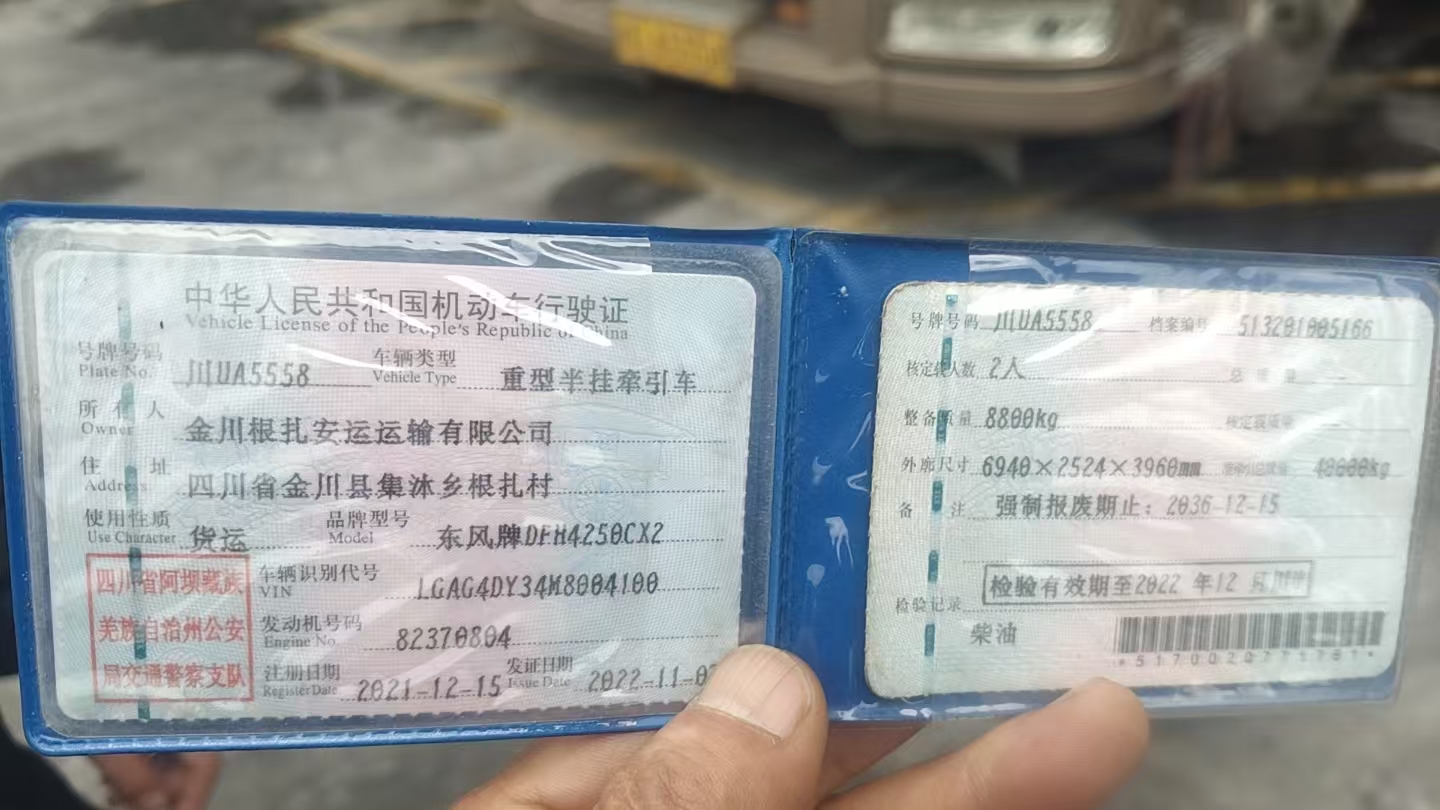 中华人民共和国机动车行驶证
Vehicle License of the People's Republic of China
号牌号码 川UA5558 车辆类型 重型半挂牵引车
Plate No. Vehicle Type
所有人 金川根扎安运运输有限公司
Owner
住址 四川省金川县集沐乡根扎村
Address
使用性质 货运 品牌型号 东风牌DFH4250CX2
Use Character Model
四川省阿坝藏族
羌族自治州公安
局交通警察支队
车辆识别代号 LGAG4DY34M8004100
VIN
发动机号码 82370804
Engine No.
注册日期 2021-12-15 发证日期 2022-11-0
Register Date Issue Date
号牌号码 川UA5558 档案编号 513201005166
核定载人数 2人 总质量
整备质量 8800kg 核定载质量
外廓尺寸 6940×2524×3960mm 40600kg
备注 强制报废期止：2036-12-15
检验记录 检验有效期至2022 年12
柴油